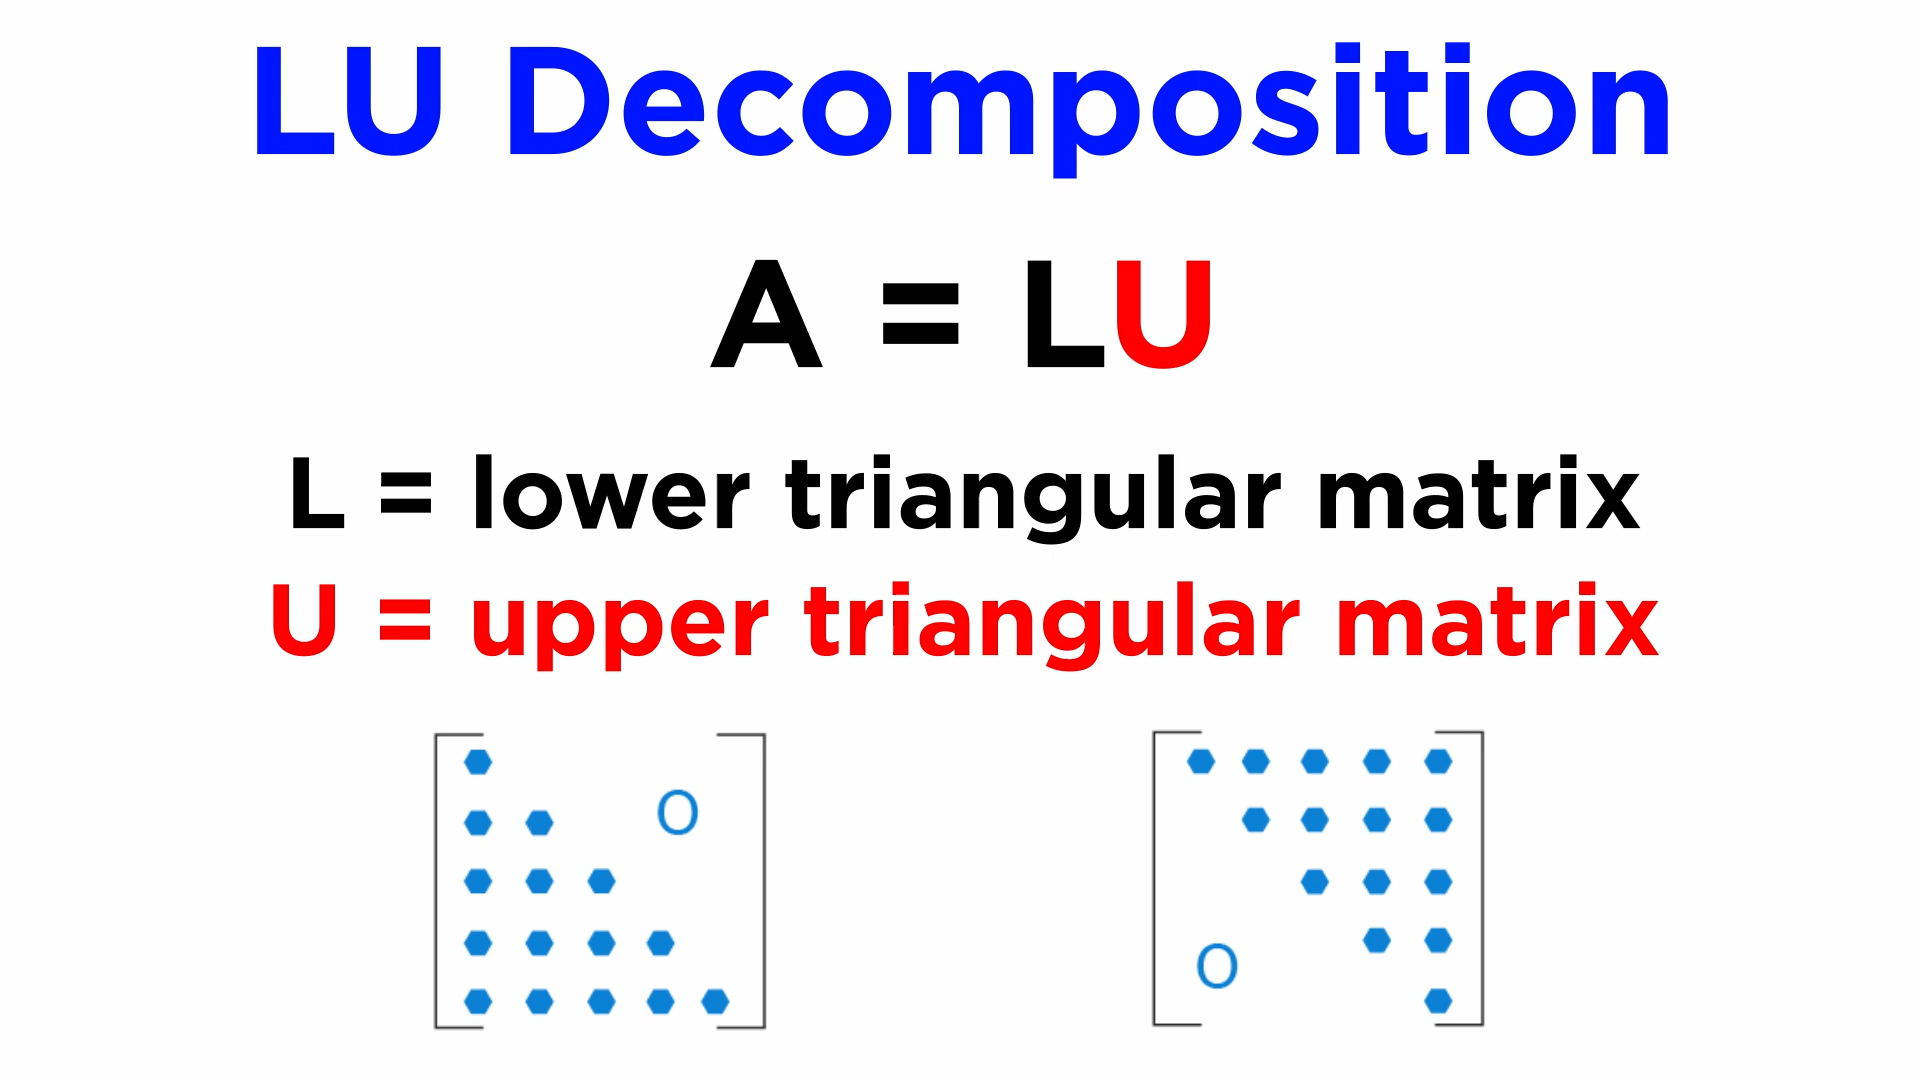 LU Decomposition
A = LU
L = lower triangular matrix
U = upper triangular matrix
O
O